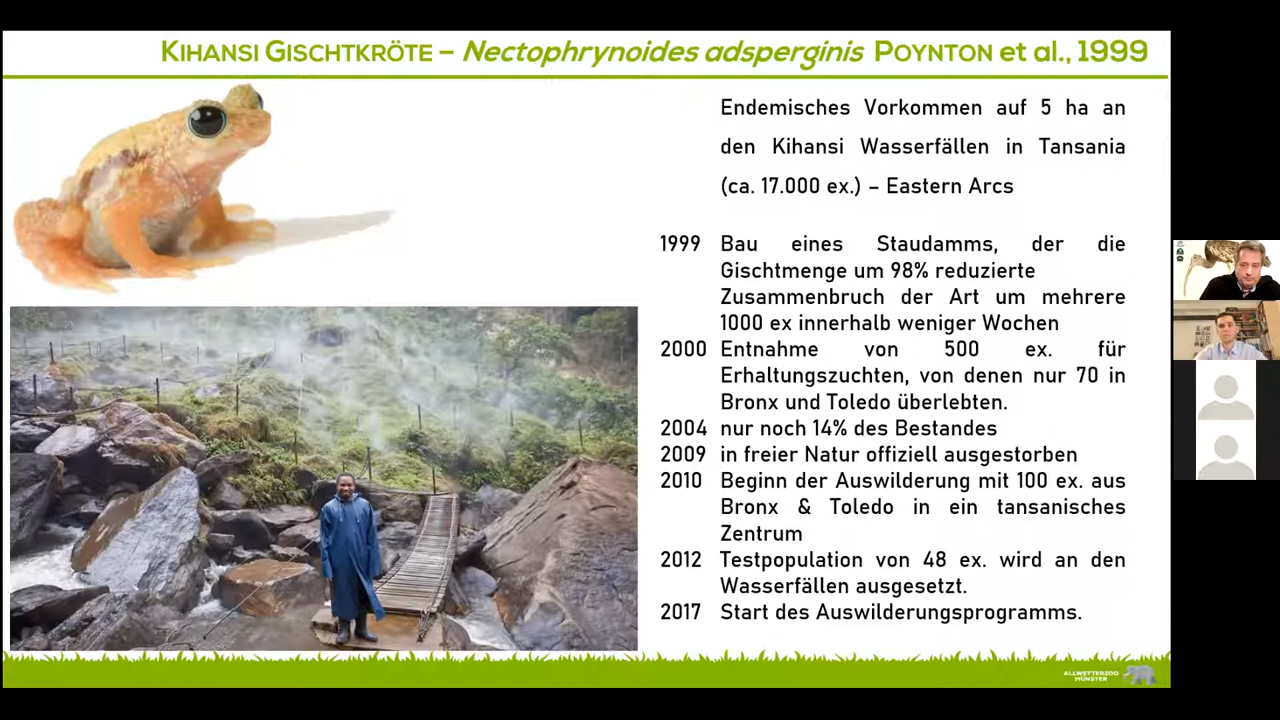 KIHANSI GISCHTKRÖTE – Nectophrynoides adsperginis POYNTON et al., 1999
Endemisches Vorkommen auf 5 ha an
den Kihansi Wasserfällen in Tansania
(ca. 17.000 ex.) – Eastern Arcs
1999 Bau eines Staudamms, der die
Gischtmenge um 98% reduzierte
Zusammenbruch der Art um mehrere
1000 ex innerhalb weniger Wochen
2000 Entnahme von 500 ex. für
Erhaltungszuchten, von denen nur 70 in
Bronx und Toledo überlebten.
2004 nur noch 14% des Bestandes
2009 in freier Natur offiziell ausgestorben
2010 Beginn der Auswilderung mit 100 ex. aus
Bronx & Toledo in ein tansanisches
Zentrum
2012 Testpopulation von 48 ex. wird an den
Wasserfällen ausgesetzt.
2017 Start des Auswilderungsprogramms.
ALLWETTERZOO
MÜNSTER